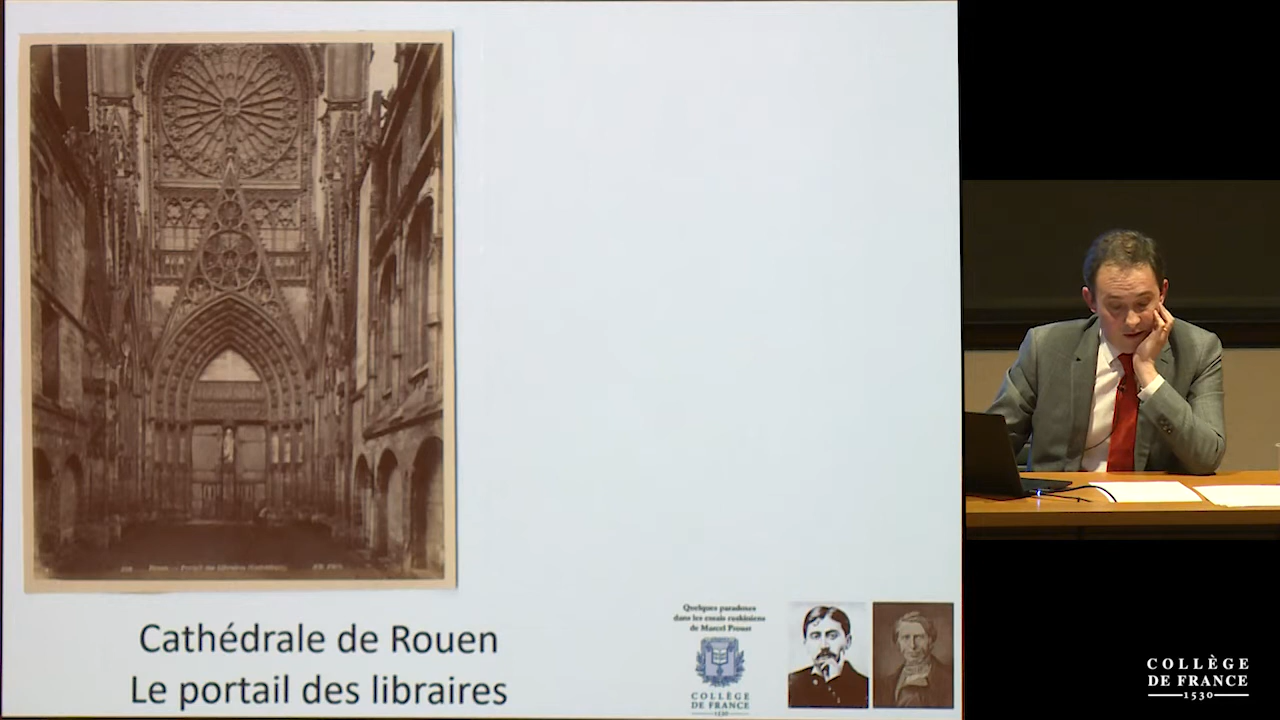 Cathédrale de Rouen
Le portail des libraires
Quelques paradoxes
dans les essais ruskiniens
de Marcel Proust
COLLÈGE
DE FRANCE
1530
COLLÈGE
DE FRANCE
1530